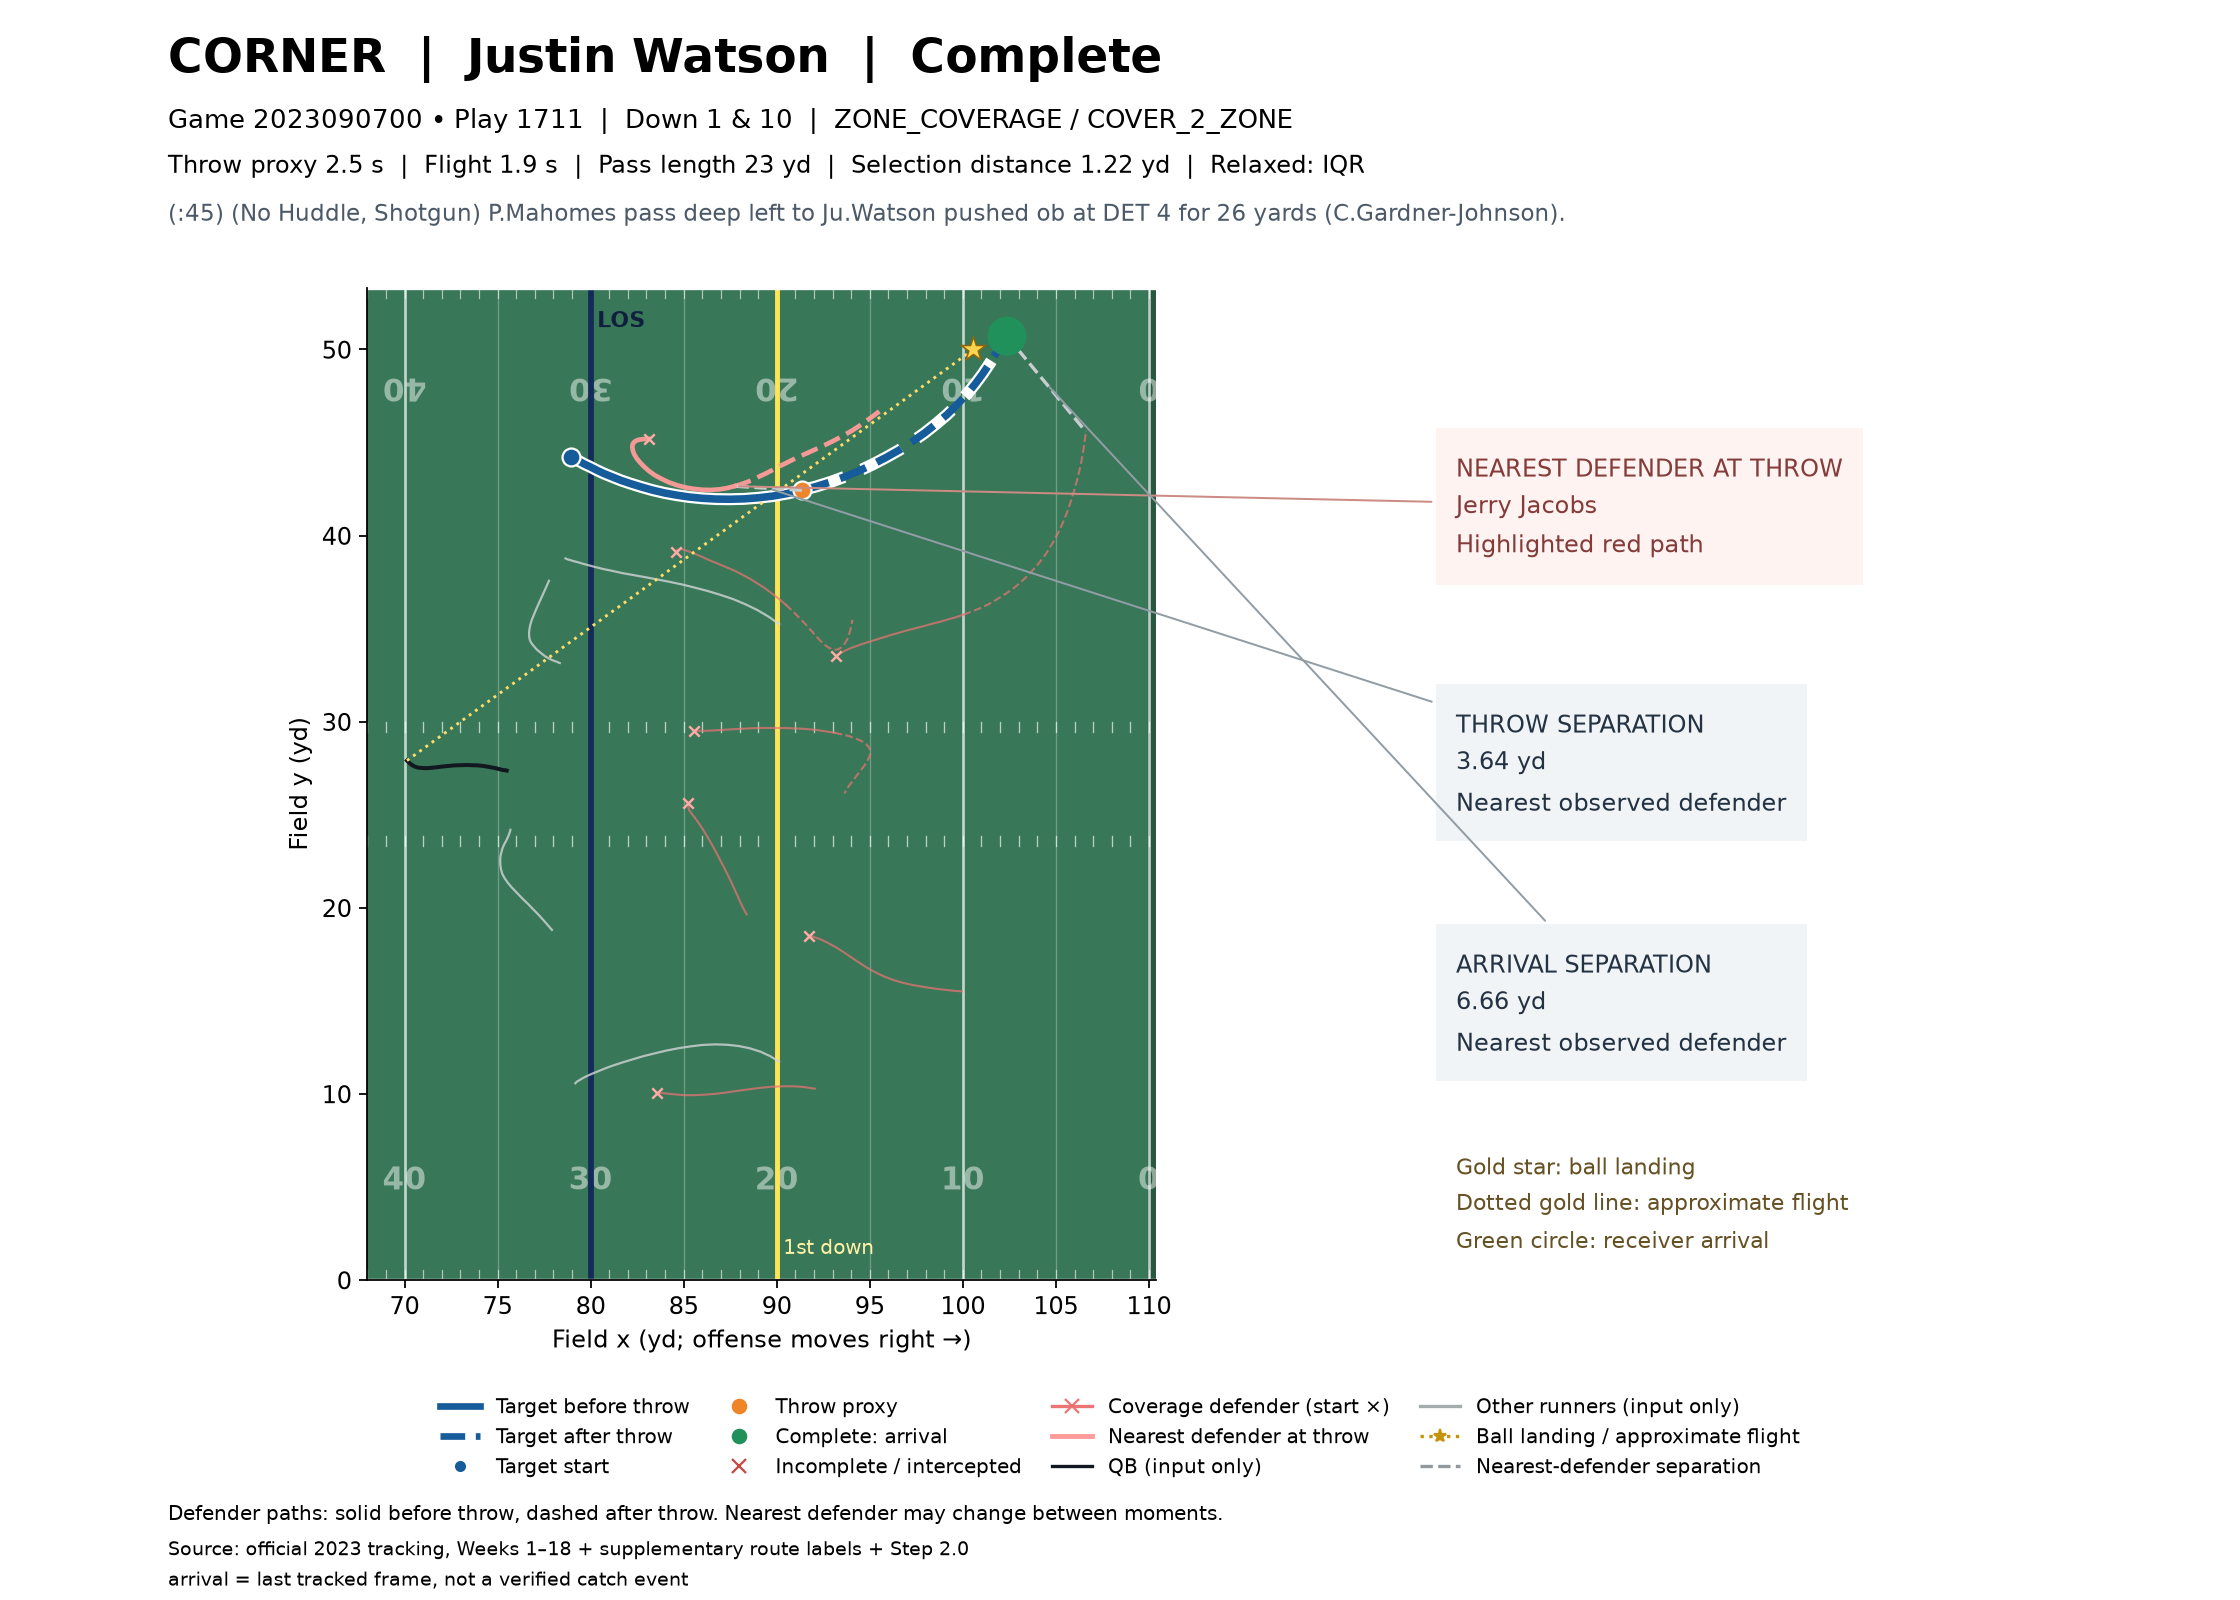 CORNER | Justin Watson | Complete
Game 2023090700 • Play 1711 | Down 1 & 10 | ZONE_COVERAGE / COVER_2_ZONE
Throw proxy 2.5 s | Flight 1.9 s | Pass length 23 yd | Selection distance 1.22 yd | Relaxed: IQR
(:45) (No Huddle, Shotgun) P.Mahomes pass deep left to Ju.Watson pushed ob at DET 4 for 26 yards (C.Gardner-Johnson).
LOS
40 30 20 10 0
50
40
30
20
10
0
Field y (yd)
40 30 20 10 0
1st down
70 75 80 85 90 95 100 105 110
Field x (yd; offense moves right →)
NEAREST DEFENDER AT THROW
Jerry Jacobs
Highlighted red path
THROW SEPARATION
3.64 yd
Nearest observed defender
ARRIVAL SEPARATION
6.66 yd
Nearest observed defender
Gold star: ball landing
Dotted gold line: approximate flight
Green circle: receiver arrival
Target before throw
Target after throw
Target start
Throw proxy
Complete: arrival
Incomplete / intercepted
Coverage defender (start ×)
Nearest defender at throw
QB (input only)
Other runners (input only)
Ball landing / approximate flight
Nearest-defender separation
Defender paths: solid before throw, dashed after throw. Nearest defender may change between moments.
Source: official 2023 tracking, Weeks 1–18 + supplementary route labels + Step 2.0
arrival = last tracked frame, not a verified catch event